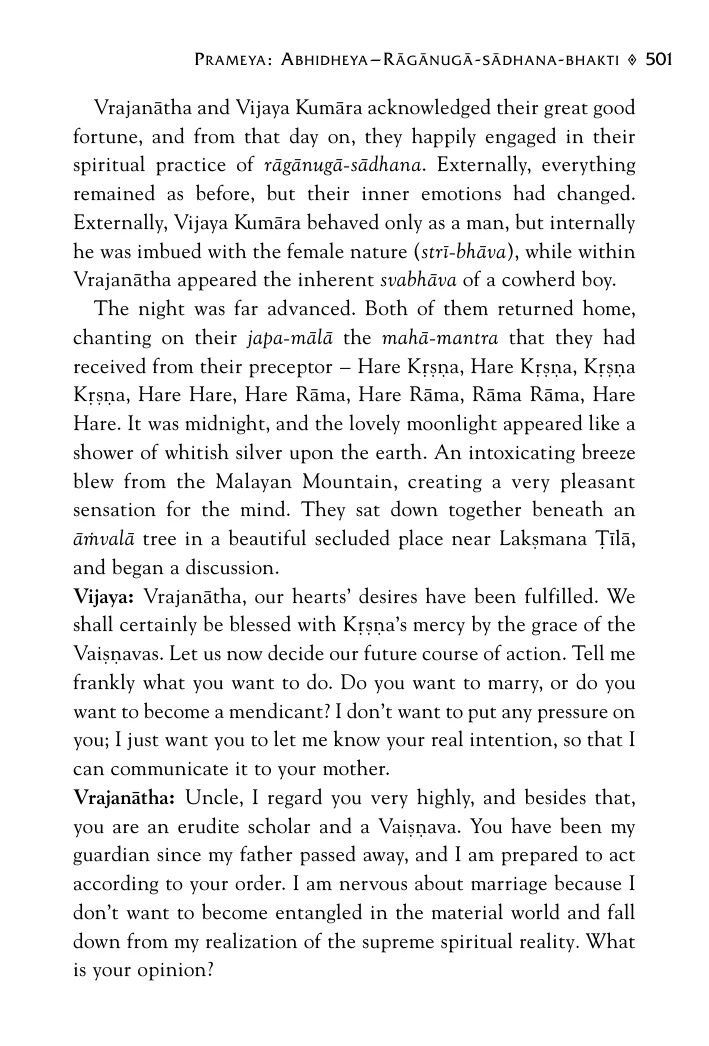 PRAMEYA: ABHIDHEYA–RĀGĀNUGĀ-SĀDHANA-BHAKTI ◊ 501
Vrajanātha and Vijaya Kumāra acknowledged their great good
fortune, and from that day on, they happily engaged in their
spiritual practice of rāgānugā-sādhana. Externally, everything
remained as before, but their inner emotions had changed.
Externally, Vijaya Kumāra behaved only as a man, but internally
he was imbued with the female nature (strī-bhāva), while within
Vrajanātha appeared the inherent svabhāva of a cowherd boy.
The night was far advanced. Both of them returned home,
chanting on their japa-mālā the mahā-mantra that they had
received from their preceptor – Hare Kṛṣṇa, Hare Kṛṣṇa, Kṛṣṇa
Kṛṣṇa, Hare Hare, Hare Rāma, Hare Rāma, Rāma Rāma, Hare
Hare. It was midnight, and the lovely moonlight appeared like a
shower of whitish silver upon the earth. An intoxicating breeze
blew from the Malayan Mountain, creating a very pleasant
sensation for the mind. They sat down together beneath an
āṁvalā tree in a beautiful secluded place near Lakṣmana Ṭīlā,
and began a discussion.
Vijaya: Vrajanātha, our hearts’ desires have been fulfilled. We
shall certainly be blessed with Kṛṣṇa’s mercy by the grace of the
Vaiṣṇavas. Let us now decide our future course of action. Tell me
frankly what you want to do. Do you want to marry, or do you
want to become a mendicant? I don’t want to put any pressure on
you; I just want you to let me know your real intention, so that I
can communicate it to your mother.
Vrajanātha: Uncle, I regard you very highly, and besides that,
you are an erudite scholar and a Vaiṣṇava. You have been my
guardian since my father passed away, and I am prepared to act
according to your order. I am nervous about marriage because I
don’t want to become entangled in the material world and fall
down from my realization of the supreme spiritual reality. What
is your opinion?